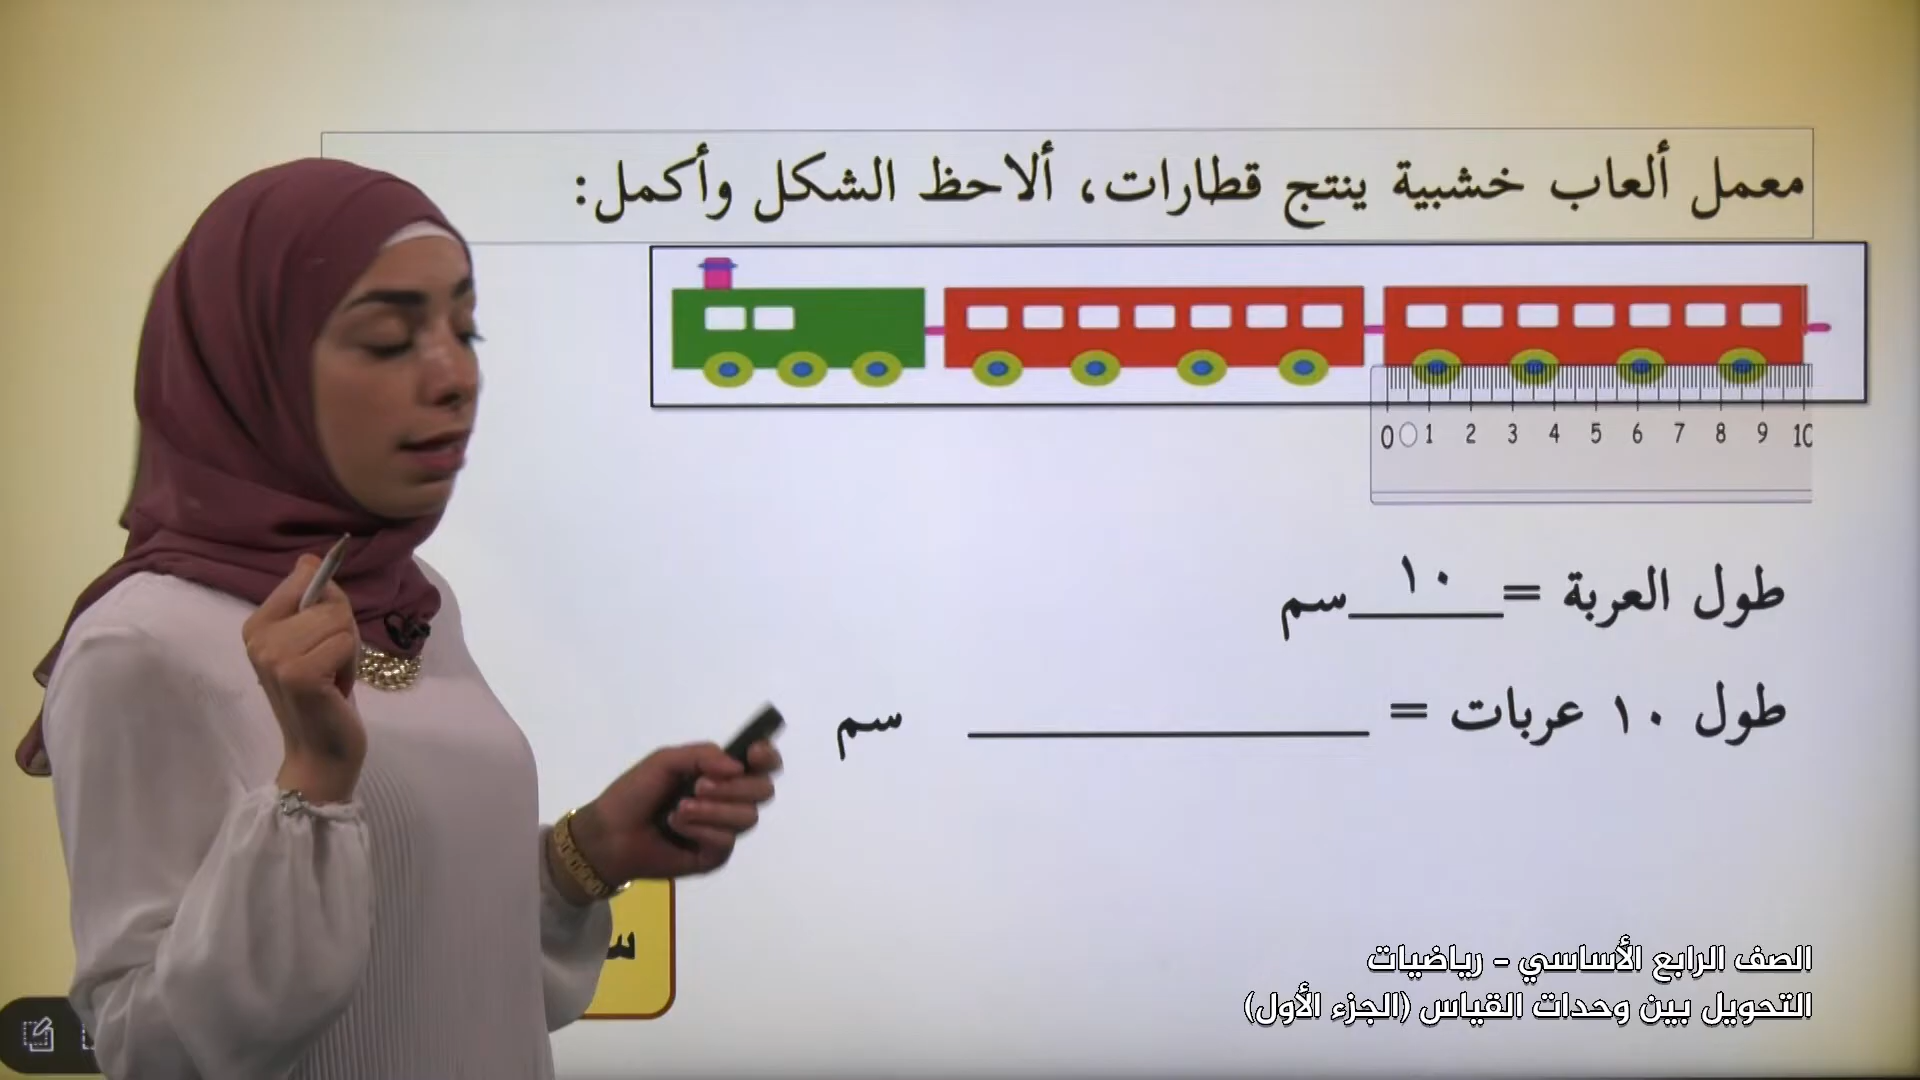 معمل ألعاب خشبية ينتج قطارات، ألاحظ الشكل وأكمل:
0 1 2 3 4 5 6 7 8 9 10
طول العربة = ١٠ سم
طول ١٠ عربات = ــــــــــــ سم
الصف الرابع الأساسي - رياضيات
التحويل بين وحدات القياس (الجزء الأول)